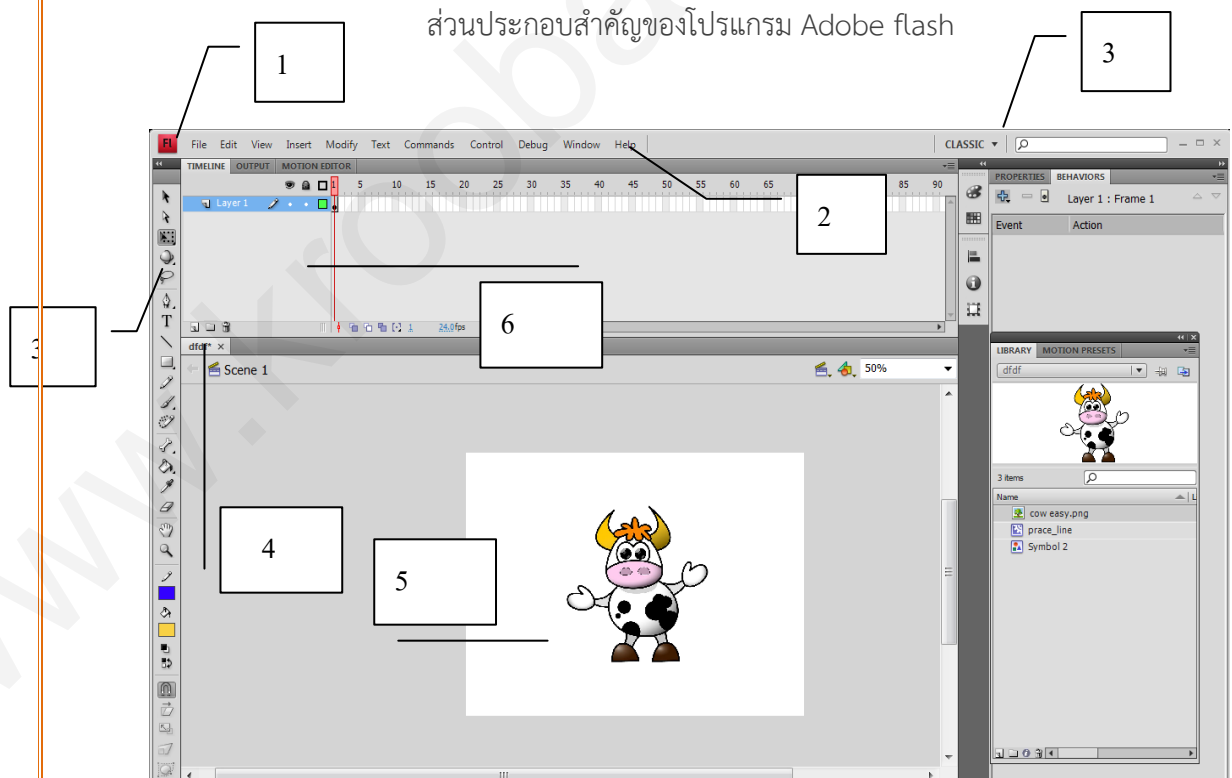 ส่วนประกอบสำคัญของโปรแกรม Adobe flash
1
3
Fl File Edit View Insert Modify Text Commands Control Debug Window Help CLASSIC
TIMELINE OUTPUT MOTION EDITOR
1 5 10 15 20 25 30 35 40 45 50 55 60 65 85 90
Layer 1
2
PROPERTIES BEHAVIORS
Layer 1 : Frame 1
Event Action
3
6
1 24.0fps
dfdf* ×
Scene 1
50%
LIBRARY MOTION PRESETS
dfdf
3 items
Name L
cow easy.png
prace_line
Symbol 2
4
5
T
www.krooba